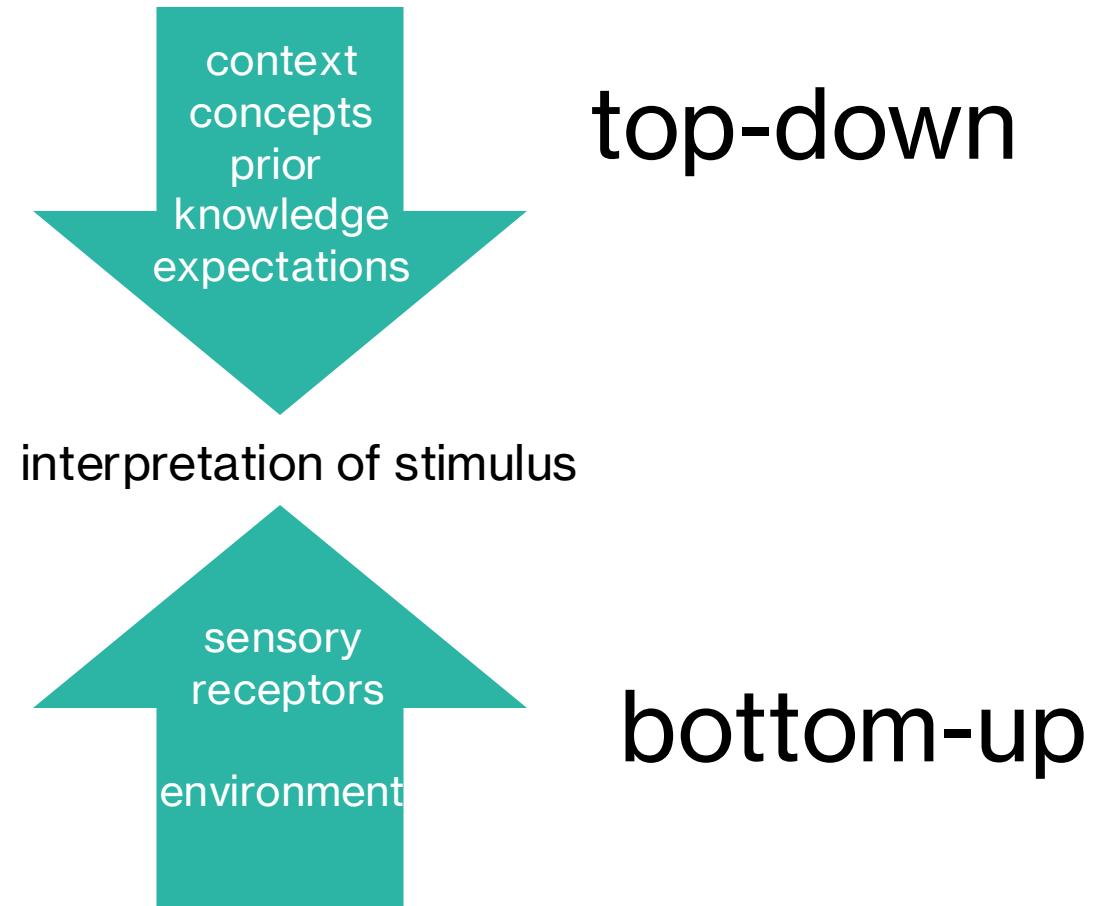 context
concepts
prior
knowledge
expectations
top-down
interpretation of stimulus
sensory
receptors
environment
bottom-up